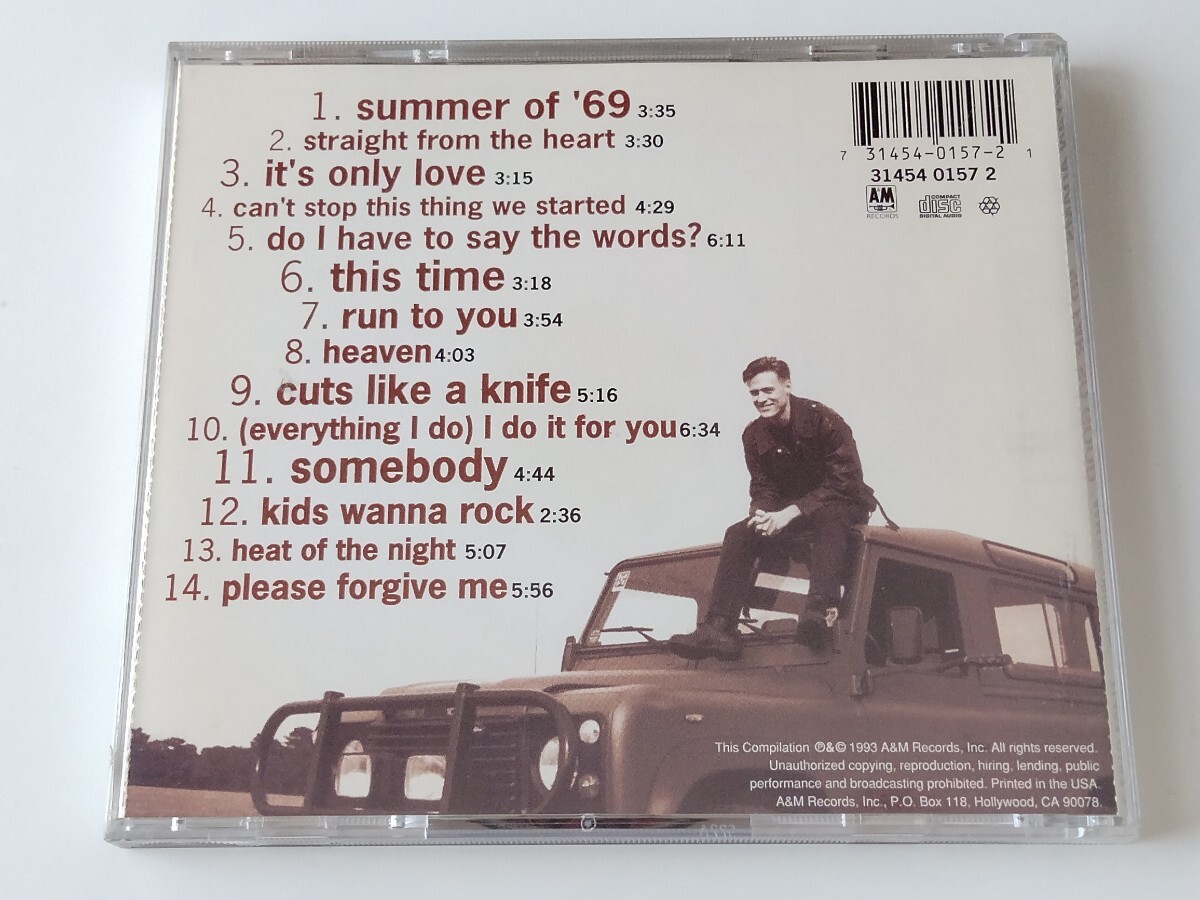 1. summer of '69 3:35
2. straight from the heart 3:30
3. it's only love 3:15
4. can't stop this thing we started 4:29
5. do I have to say the words? 6:11
6. this time 3:18
7. run to you 3:54
8. heaven 4:03
9. cuts like a knife 5:16
10. (everything I do) I do it for you 6:34
11. somebody 4:44
12. kids wanna rock 2:36
13. heat of the night 5:07
14. please forgive me 5:56
7 31454-0157-2 1
31454 0157 2
A&M RECORDS
COMPACT disc DIGITAL AUDIO
This Compilation ℗&© 1993 A&M Records, Inc. All rights reserved.
Unauthorized copying, reproduction, hiring, lending, public
performance and broadcasting prohibited. Printed in the USA.
A&M Records, Inc., P.O. Box 118, Hollywood, CA 90078.